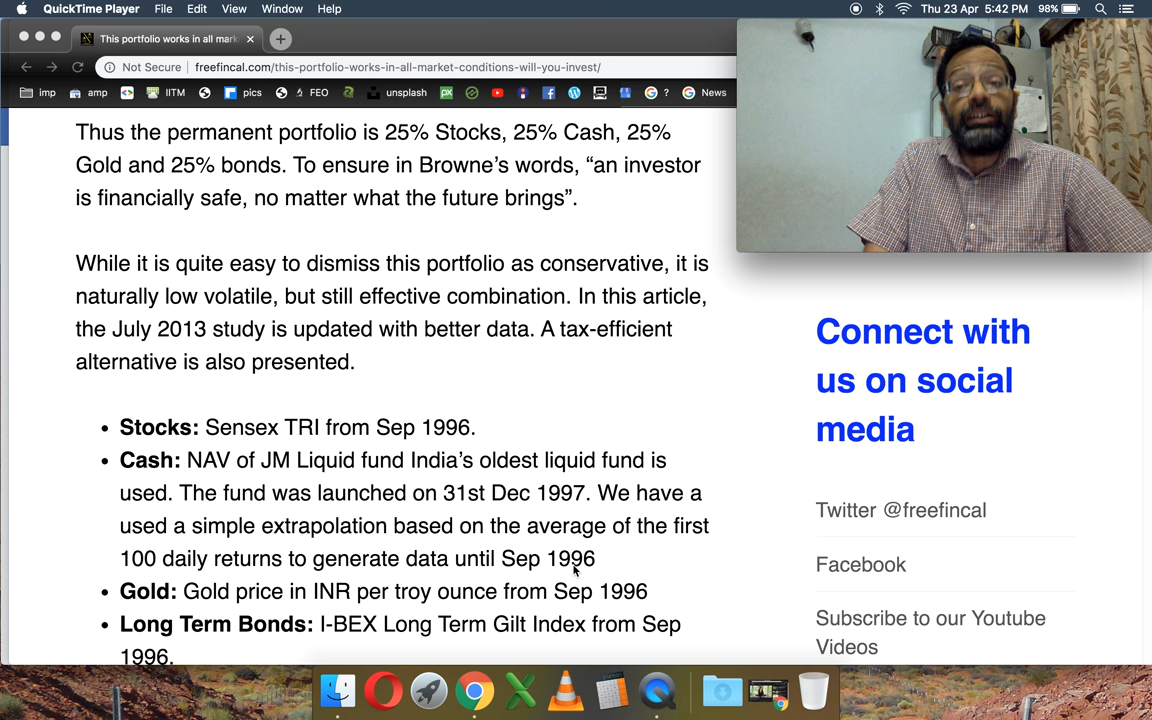 QuickTime Player File Edit View Window Help Thu 23 Apr 5:42 PM 98%
This portfolio works in all mark
Not Secure freefincal.com/this-portfolio-works-in-all-market-conditions-will-you-invest/
imp amp IITM pics FEO unsplash ? News
Thus the permanent portfolio is 25% Stocks, 25% Cash, 25%
Gold and 25% bonds. To ensure in Browne’s words, “an investor
is financially safe, no matter what the future brings”.
While it is quite easy to dismiss this portfolio as conservative, it is
naturally low volatile, but still effective combination. In this article,
the July 2013 study is updated with better data. A tax-efficient
alternative is also presented.
• Stocks: Sensex TRI from Sep 1996.
• Cash: NAV of JM Liquid fund India’s oldest liquid fund is
used. The fund was launched on 31st Dec 1997. We have a
used a simple extrapolation based on the average of the first
100 daily returns to generate data until Sep 1996
• Gold: Gold price in INR per troy ounce from Sep 1996
• Long Term Bonds: I-BEX Long Term Gilt Index from Sep
1996.
Connect with
us on social
media
Twitter @freefincal
Facebook
Subscribe to our Youtube
Videos